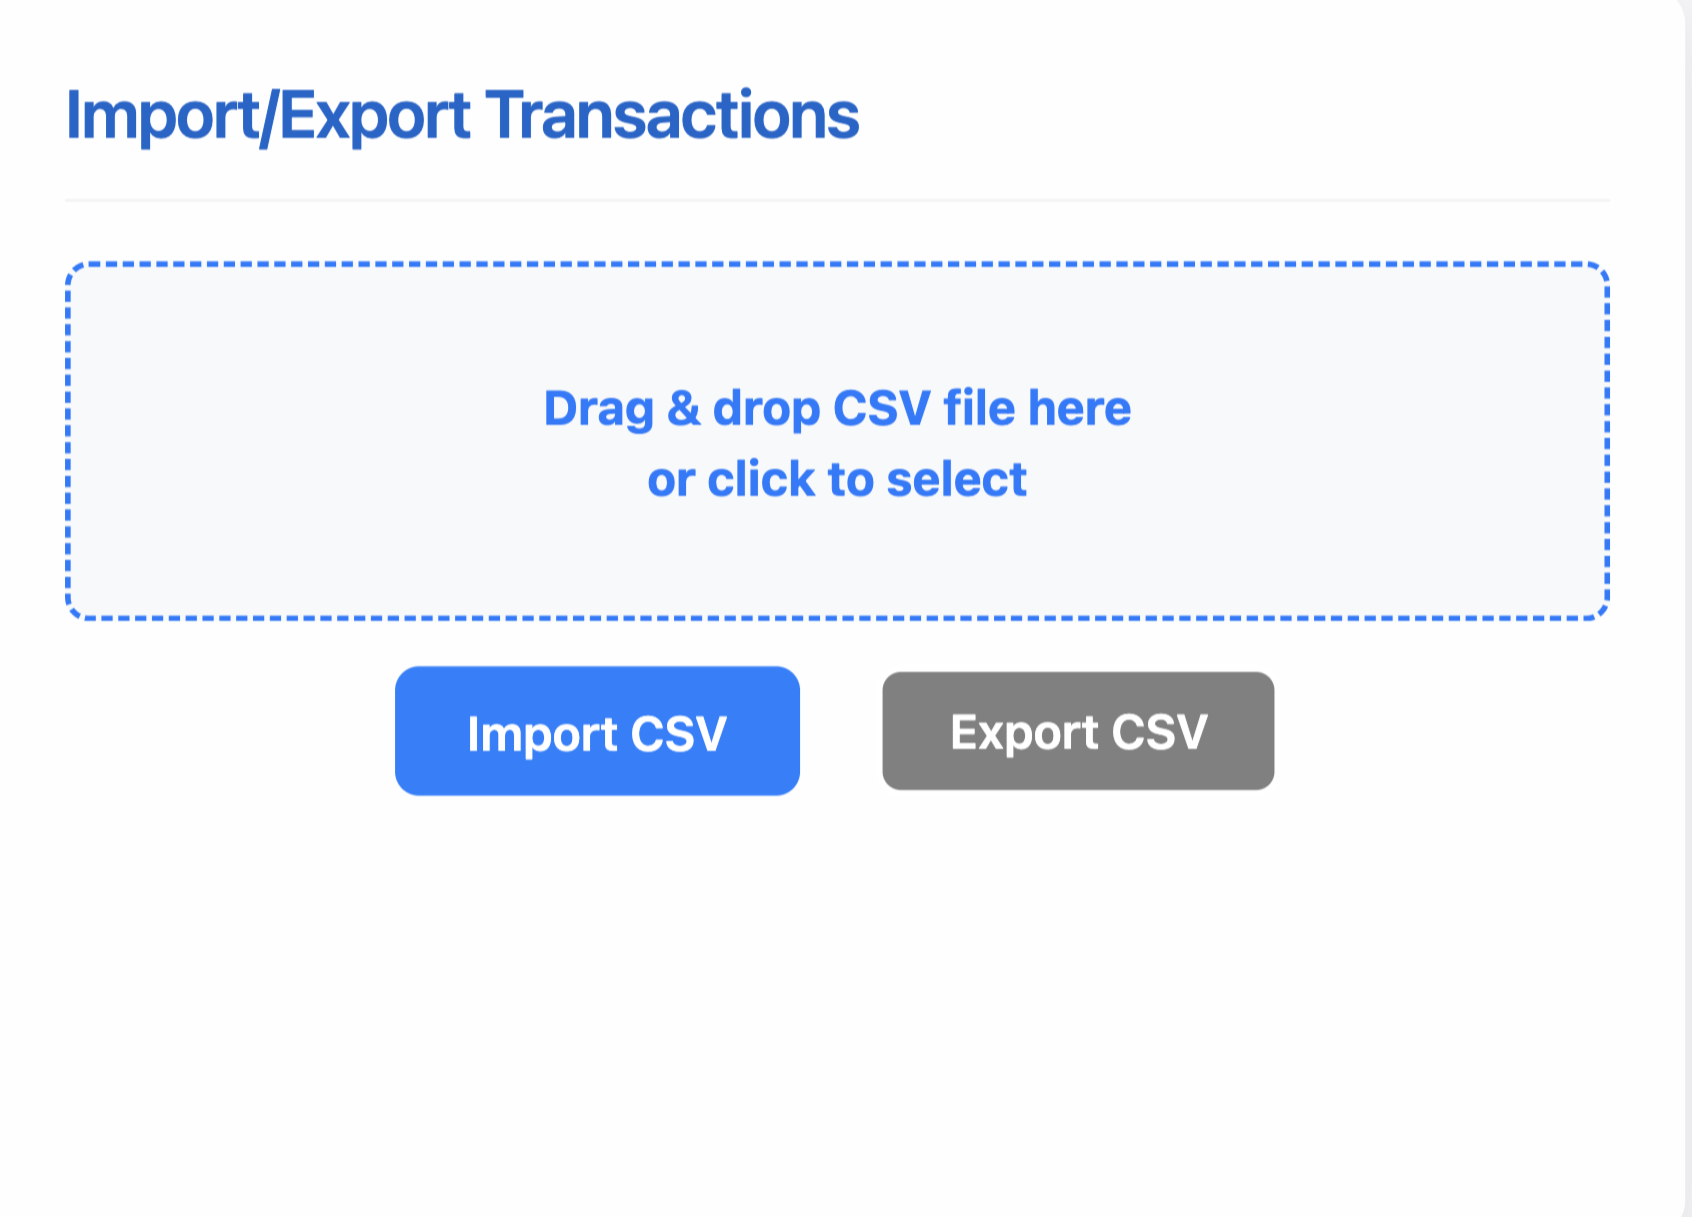 Import/Export Transactions
Drag & drop CSV file here
or click to select
Import CSV
Export CSV